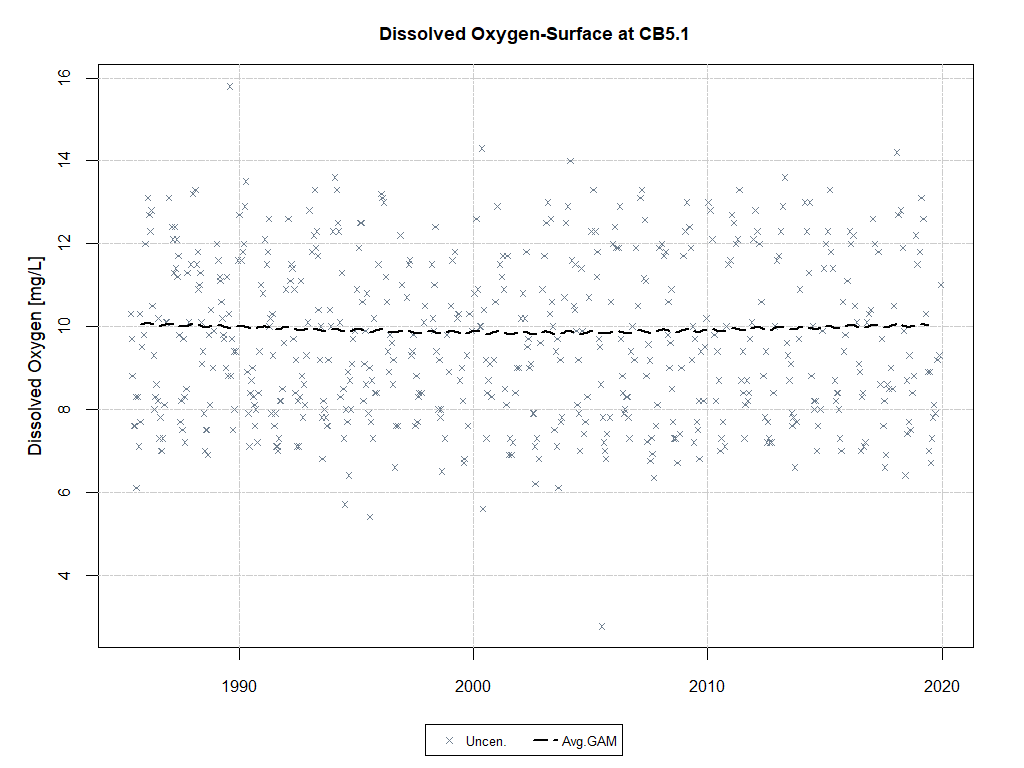 Dissolved Oxygen-Surface at CB5.1
Dissolved Oxygen [mg/L]
16
14
12
10
8
6
4
1990 2000 2010 2020
Uncen. Avg.GAM